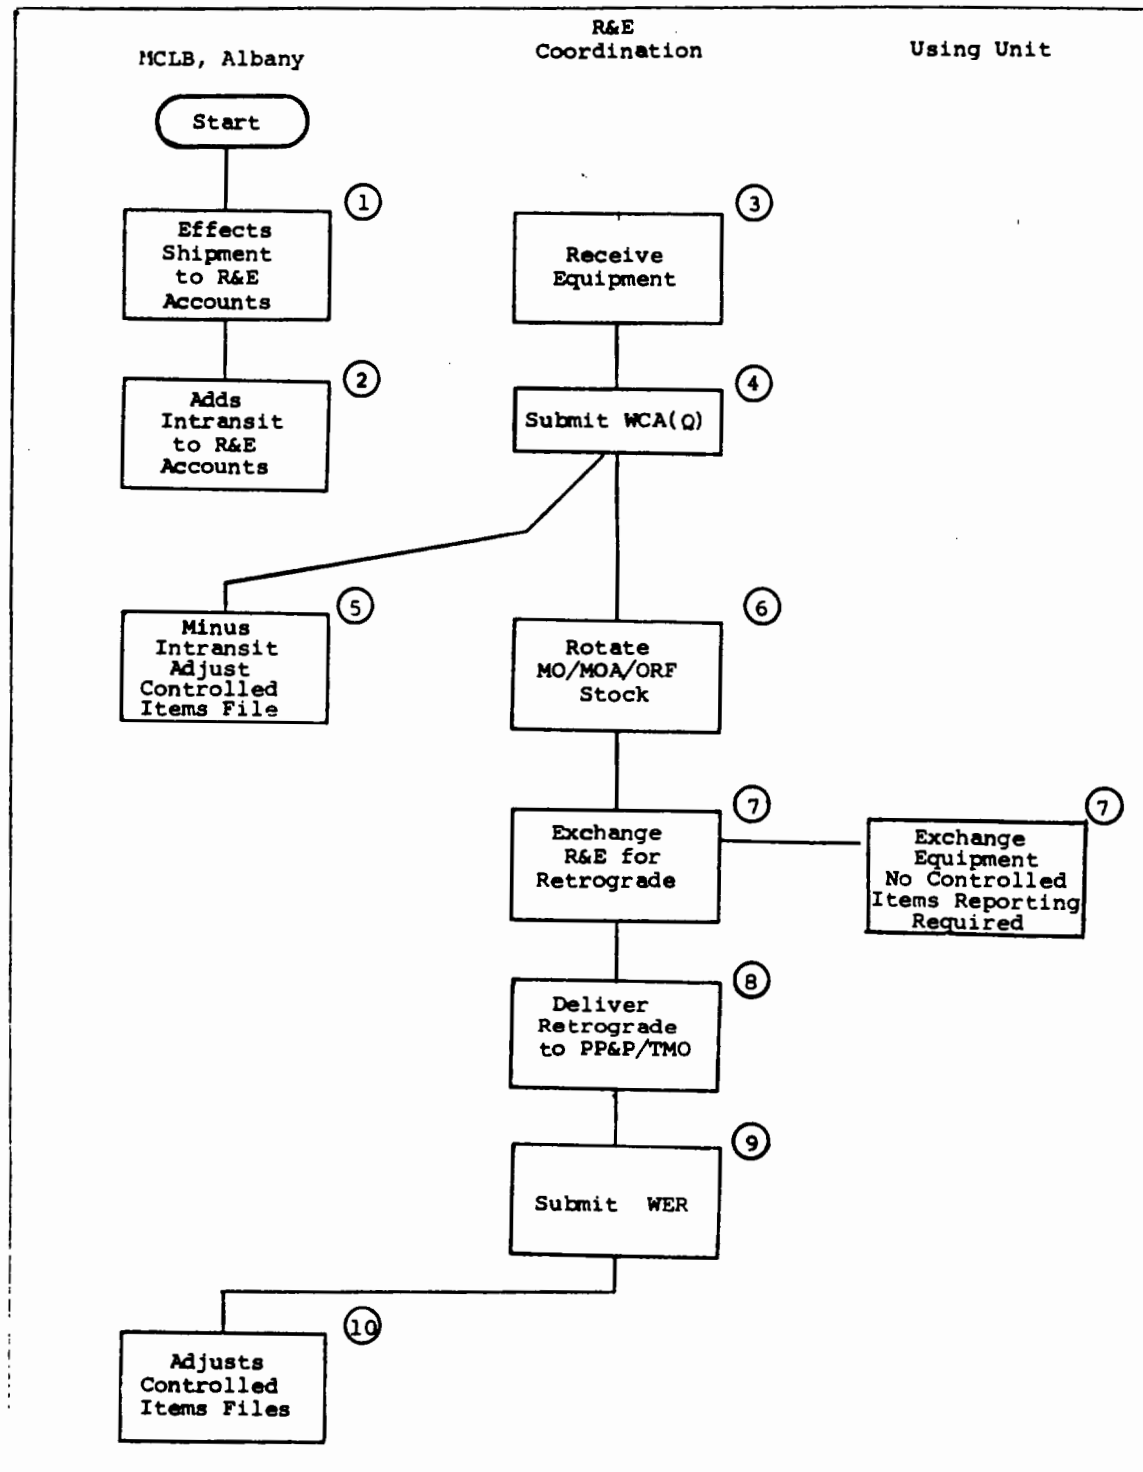 MCLB, Albany
R&E
Coordination
Using Unit
Start
1
Effects
Shipment
to R&E
Accounts
2
Adds
Intransit
to R&E
Accounts
3
Receive
Equipment
4
Submit WCA(Q)
5
Minus
Intransit
Adjust
Controlled
Items File
6
Rotate
MO/MOA/ORF
Stock
7
Exchange
R&E for
Retrograde
7
Exchange
Equipment
No Controlled
Items Reporting
Required
8
Deliver
Retrograde
to PP&P/TMO
9
Submit WER
10
Adjusts
Controlled
Items Files